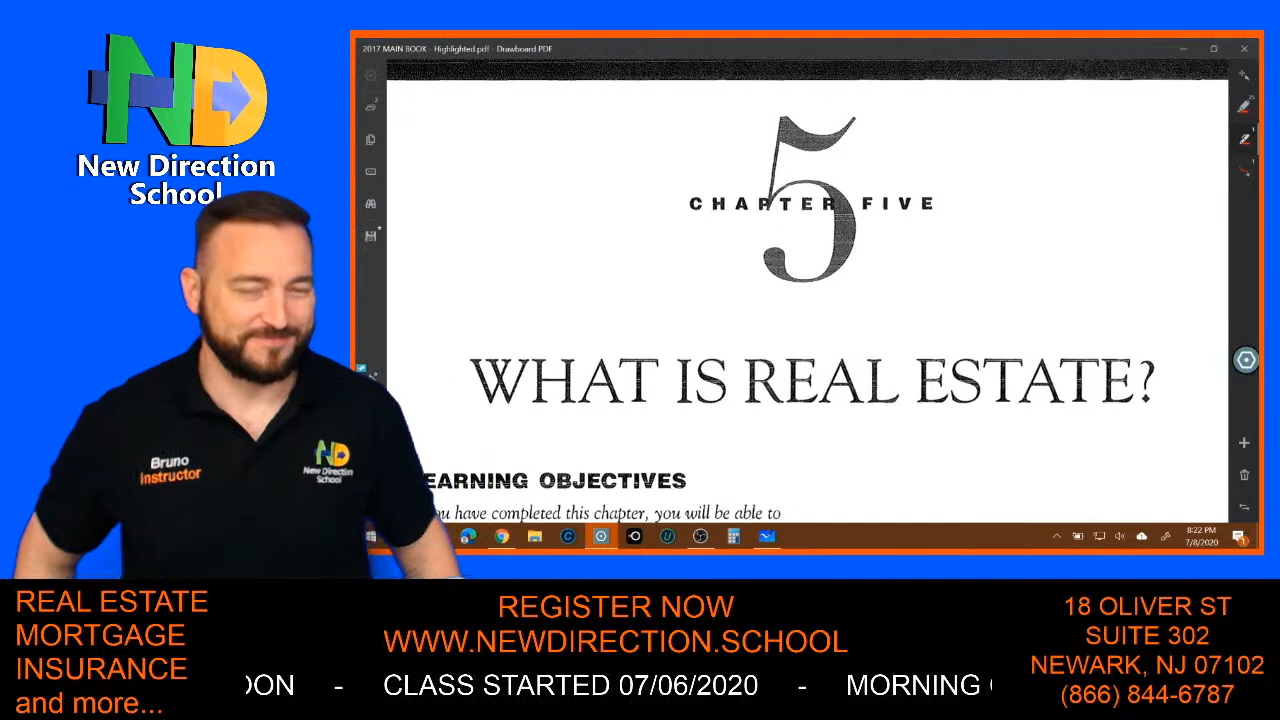 ND
New Direction
School
2017 MAIN BOOK - Highlighted.pdf - Drawboard PDF
5
CHAPTER FIVE
WHAT IS REAL ESTATE?
EARNING OBJECTIVES
ou have completed this chapter, you will be able to
Bruno
Instructor
ND
New Direction
School
8:22 PM
7/8/2020
REAL ESTATE
MORTGAGE
INSURANCE
and more...
REGISTER NOW
WWW.NEWDIRECTION.SCHOOL
OON - CLASS STARTED 07/06/2020 - MORNING
18 OLIVER ST
SUITE 302
NEWARK, NJ 07102
(866) 844-6787